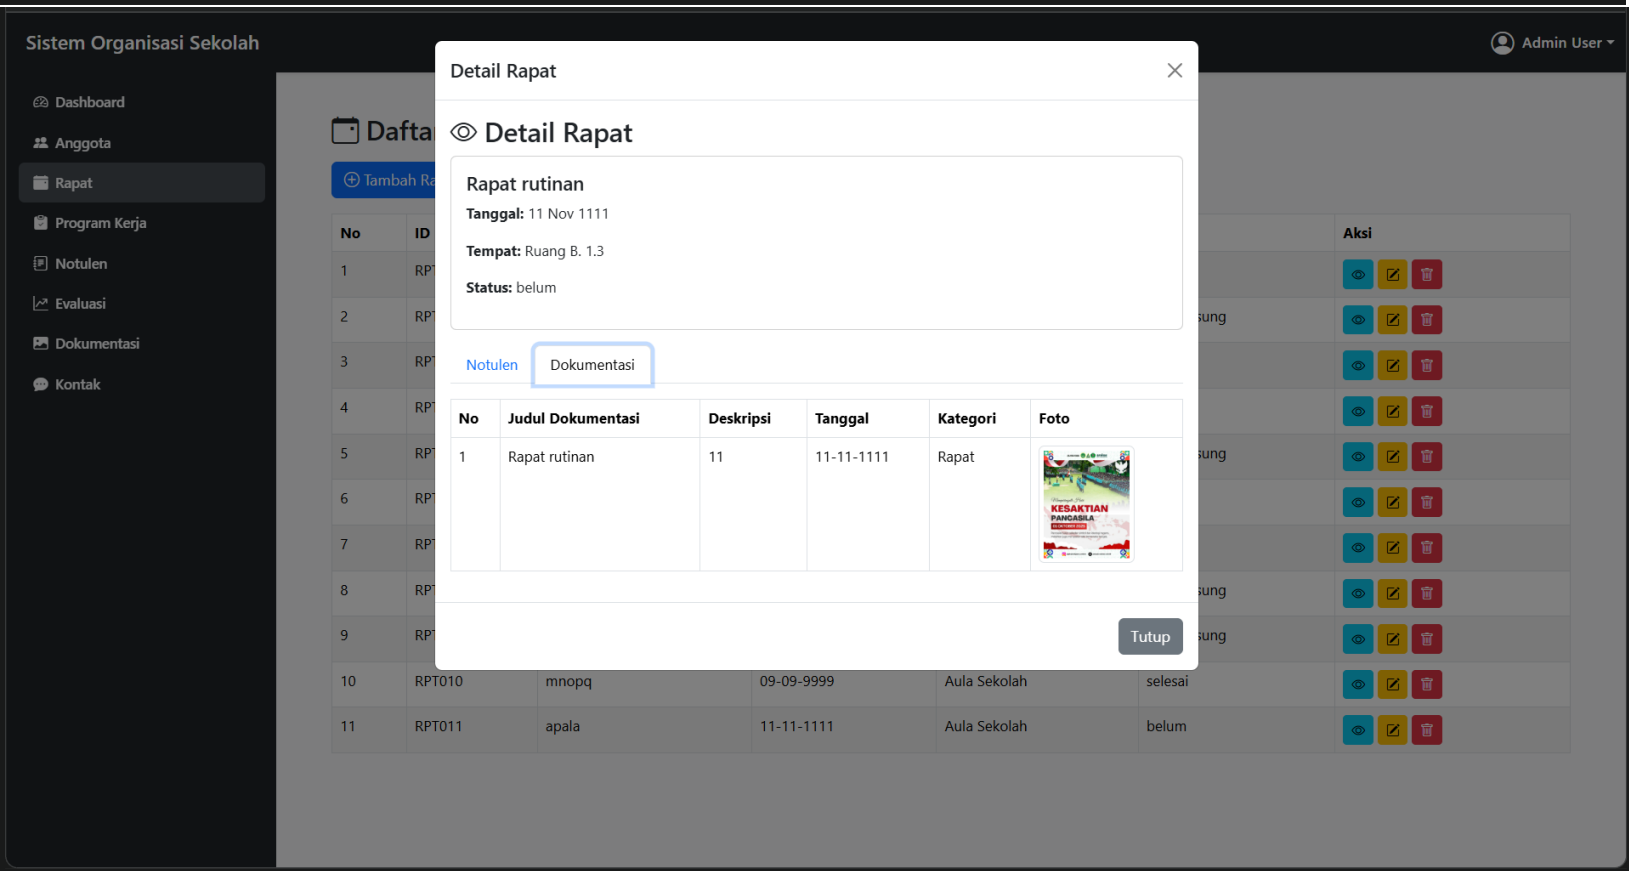 Sistem Organisasi Sekolah
Admin User
Dashboard
Anggota
Rapat
Program Kerja
Notulen
Evaluasi
Dokumentasi
Kontak
Tambah
Detail Rapat
Detail Rapat
Rapat rutinan
Tanggal: 11 Nov 1111
Tempat: Ruang B. 1.3
Status: belum
Notulen Dokumentasi
No Judul Dokumentasi Deskripsi Tanggal Kategori Foto
1 Rapat rutinan 11 11-11-1111 Rapat
KESAKTIAN
PANCASILA
Tutup
No ID Aksi
1
2
3
4
5
6
7
8
9
10 RPT010 mnopq 09-09-9999 Aula Sekolah selesai
11 RPT011 apala 11-11-1111 Aula Sekolah belum